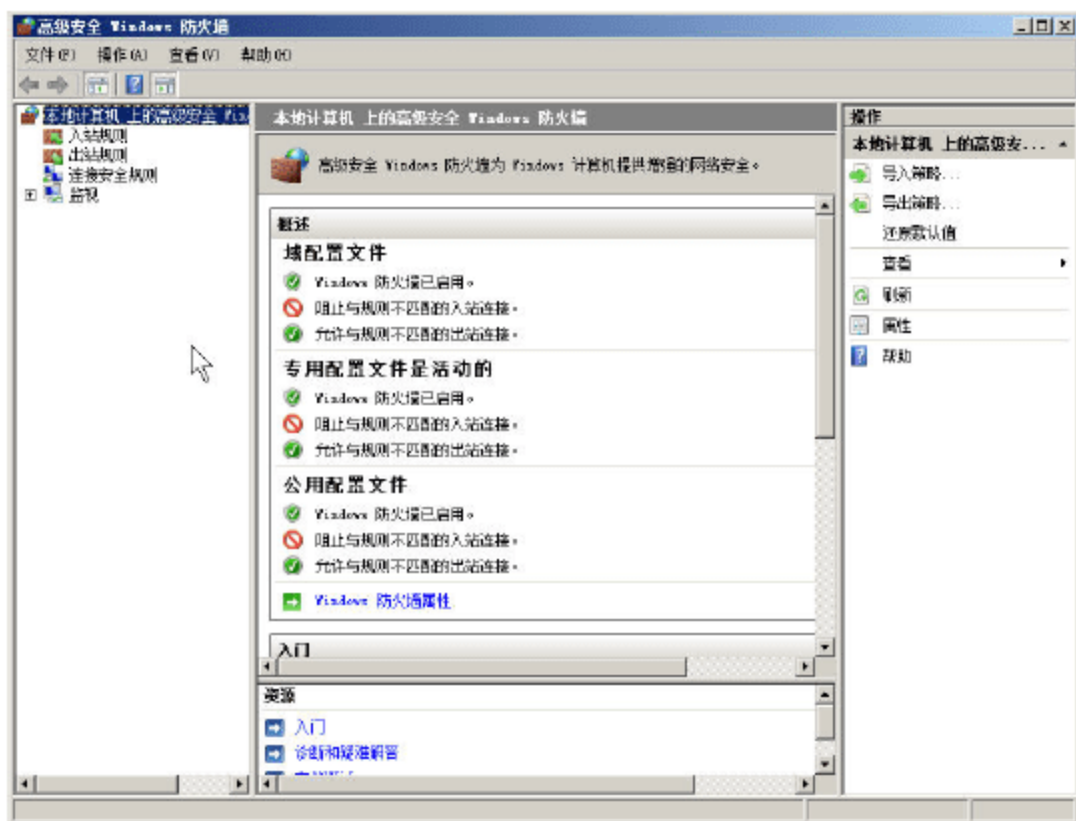 高级安全 Windows 防火墙
文件(F) 操作(A) 查看(V) 帮助(H)
本地计算机 上的高级安全 Win
入站规则
出站规则
连接安全规则
监视
本地计算机 上的高级安全 Windows 防火墙
高级安全 Windows 防火墙为 Windows 计算机提供增强的网络安全。
概述
域配置文件
Windows 防火墙已启用。
阻止与规则不匹配的入站连接。
允许与规则不匹配的出站连接。
专用配置文件是活动的
Windows 防火墙已启用。
阻止与规则不匹配的入站连接。
允许与规则不匹配的出站连接。
公用配置文件
Windows 防火墙已启用。
阻止与规则不匹配的入站连接。
允许与规则不匹配的出站连接。
Windows 防火墙属性
入门
资源
入门
诊断和疑难解答
操作
本地计算机 上的高级安...
导入策略...
导出策略...
还原默认值
查看
刷新
属性
帮助